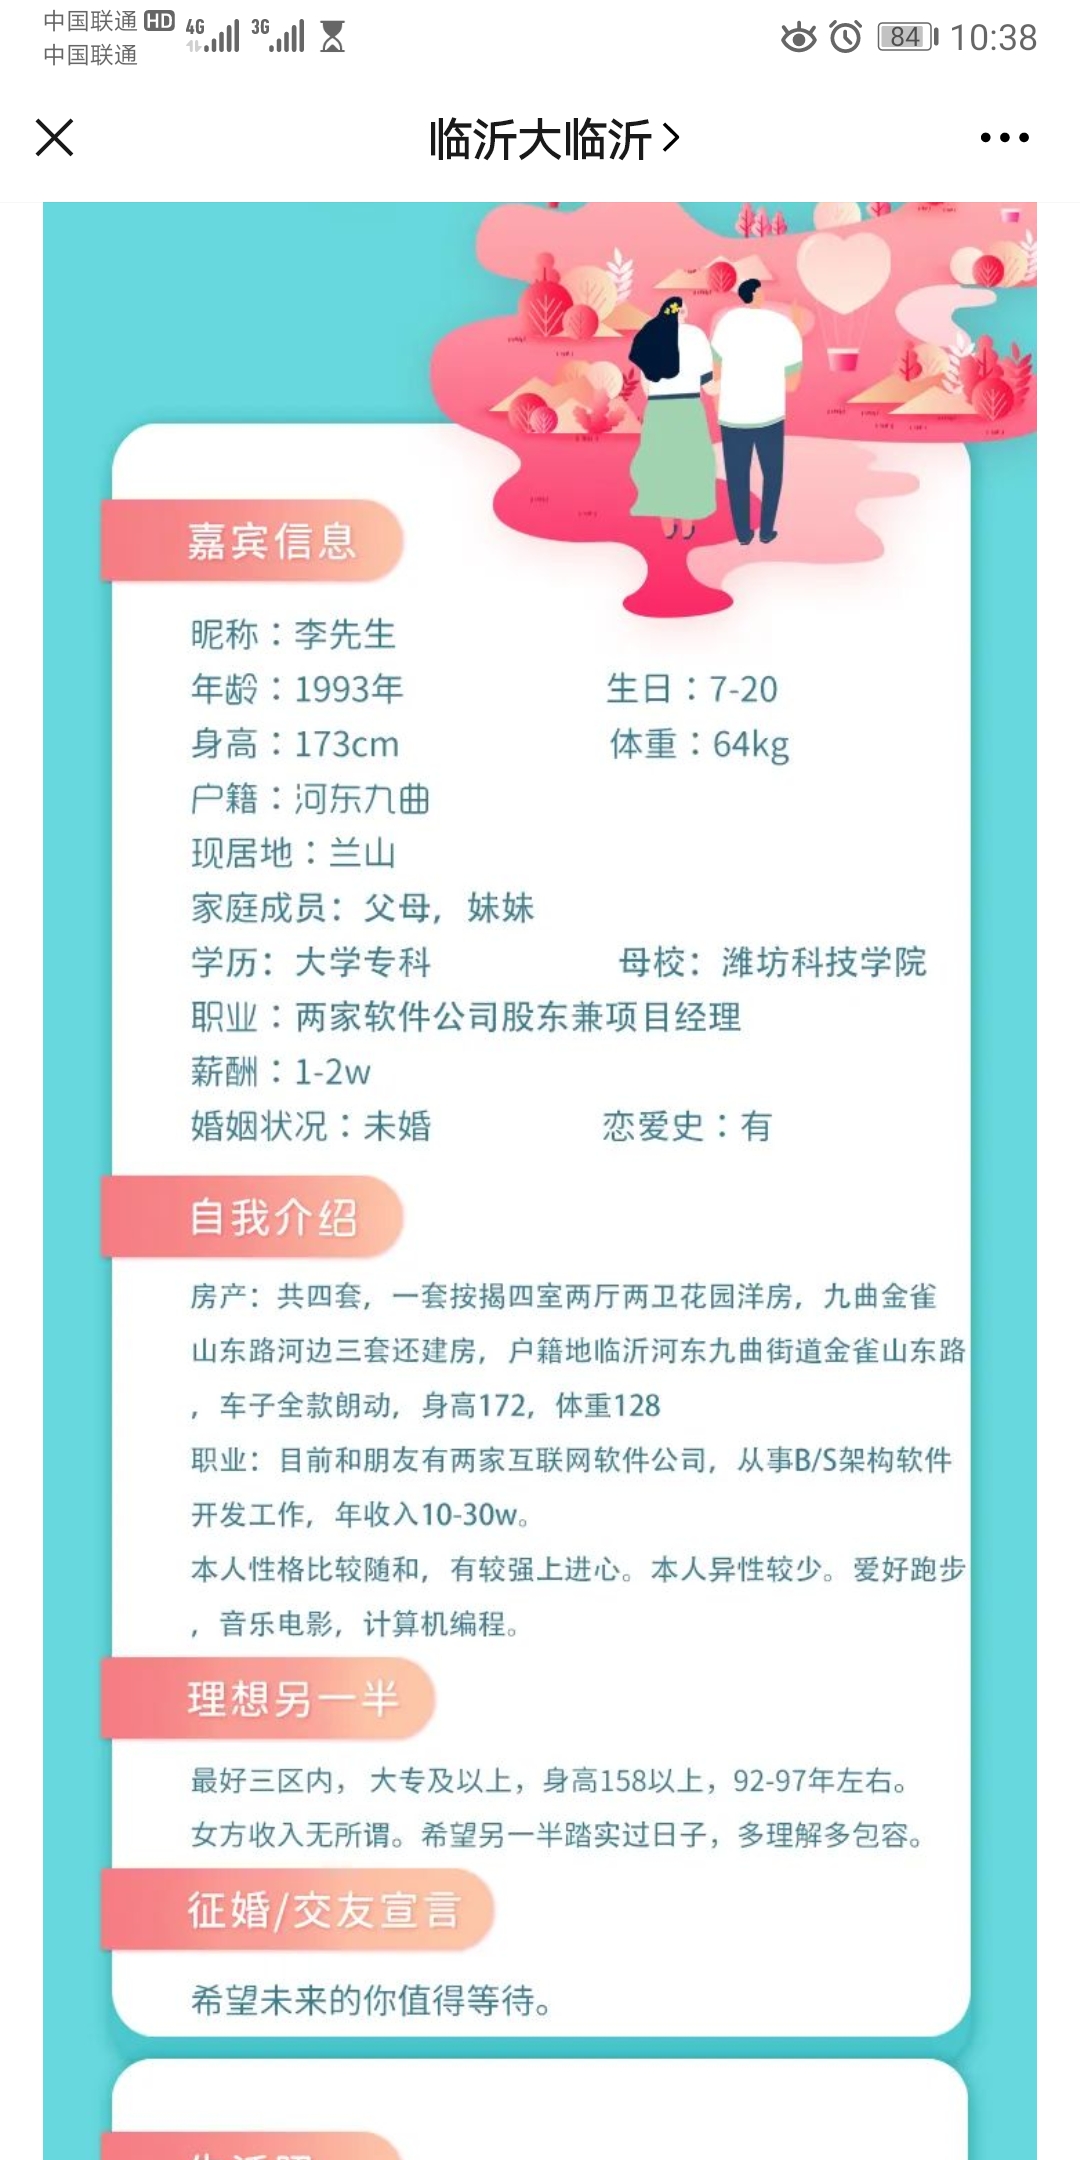 中国联通 HD 4G 3G 84 10:38
中国联通
临沂大临沂
嘉宾信息
昵称：李先生
年龄：1993年 生日：7-20
身高：173cm 体重：64kg
户籍：河东九曲
现居地：兰山
家庭成员：父母，妹妹
学历：大学专科 母校：潍坊科技学院
职业：两家软件公司股东兼项目经理
薪酬：1-2w
婚姻状况：未婚 恋爱史：有
自我介绍
房产：共四套，一套按揭四室两厅两卫花园洋房，九曲金雀
山东路河边三套还建房，户籍地临沂河东九曲街道金雀山东路
，车子全款朗动，身高172，体重128
职业：目前和朋友有两家互联网软件公司，从事B/S架构软件
开发工作，年收入10-30w。
本人性格比较随和，有较强上进心。本人异性较少。爱好跑步
，音乐电影，计算机编程。
理想另一半
最好三区内，大专及以上，身高158以上，92-97年左右。
女方收入无所谓。希望另一半踏实过日子，多理解多包容。
征婚/交友宣言
希望未来的你值得等待。